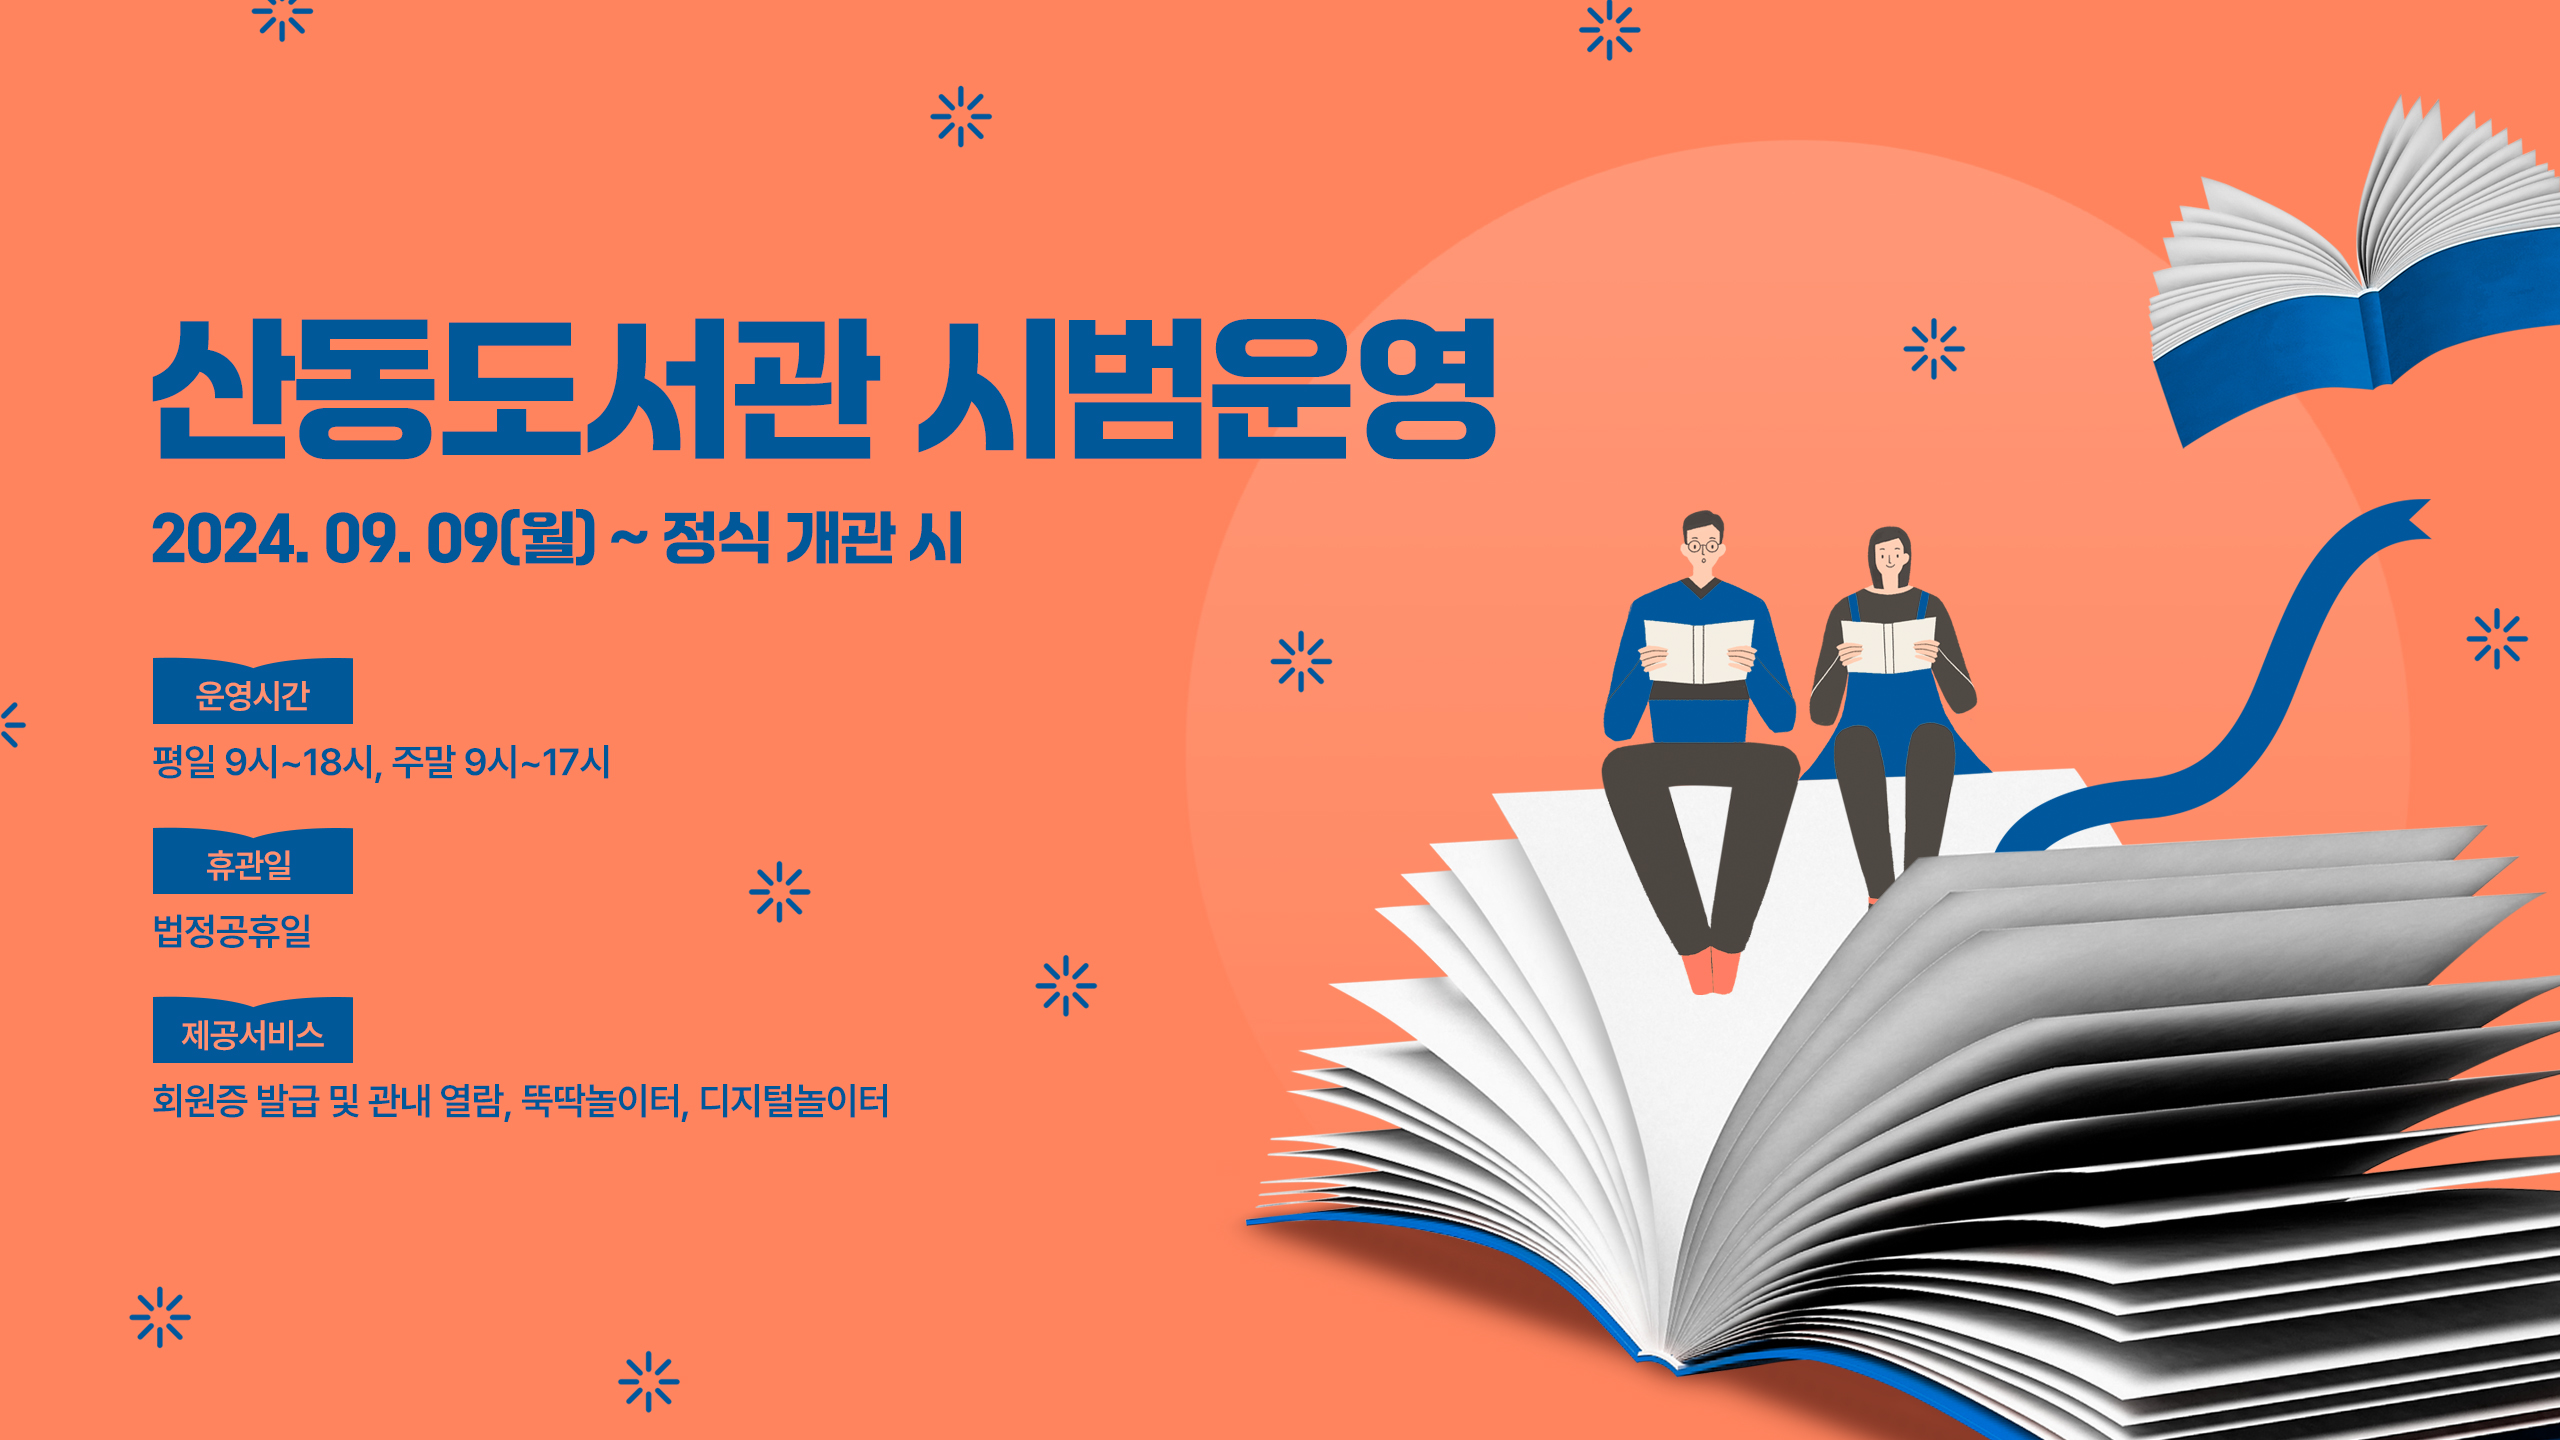 산동도서관 시범운영
2024. 09. 09(월) ~ 정식 개관 시
운영시간
평일 9시~18시, 주말 9시~17시
휴관일
법정공휴일
제공서비스
회원증 발급 및 관내 열람, 뚝딱놀이터, 디지털놀이터